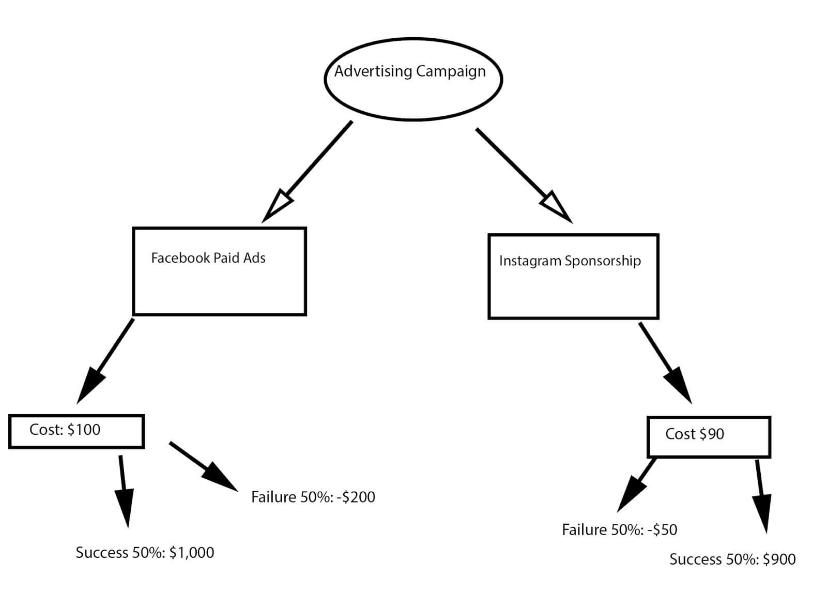 Advertising Campaign
Facebook Paid Ads
Instagram Sponsorship
Cost: $100
Cost $90
Failure 50%: -$200
Success 50%: $1,000
Failure 50%: -$50
Success 50%: $900